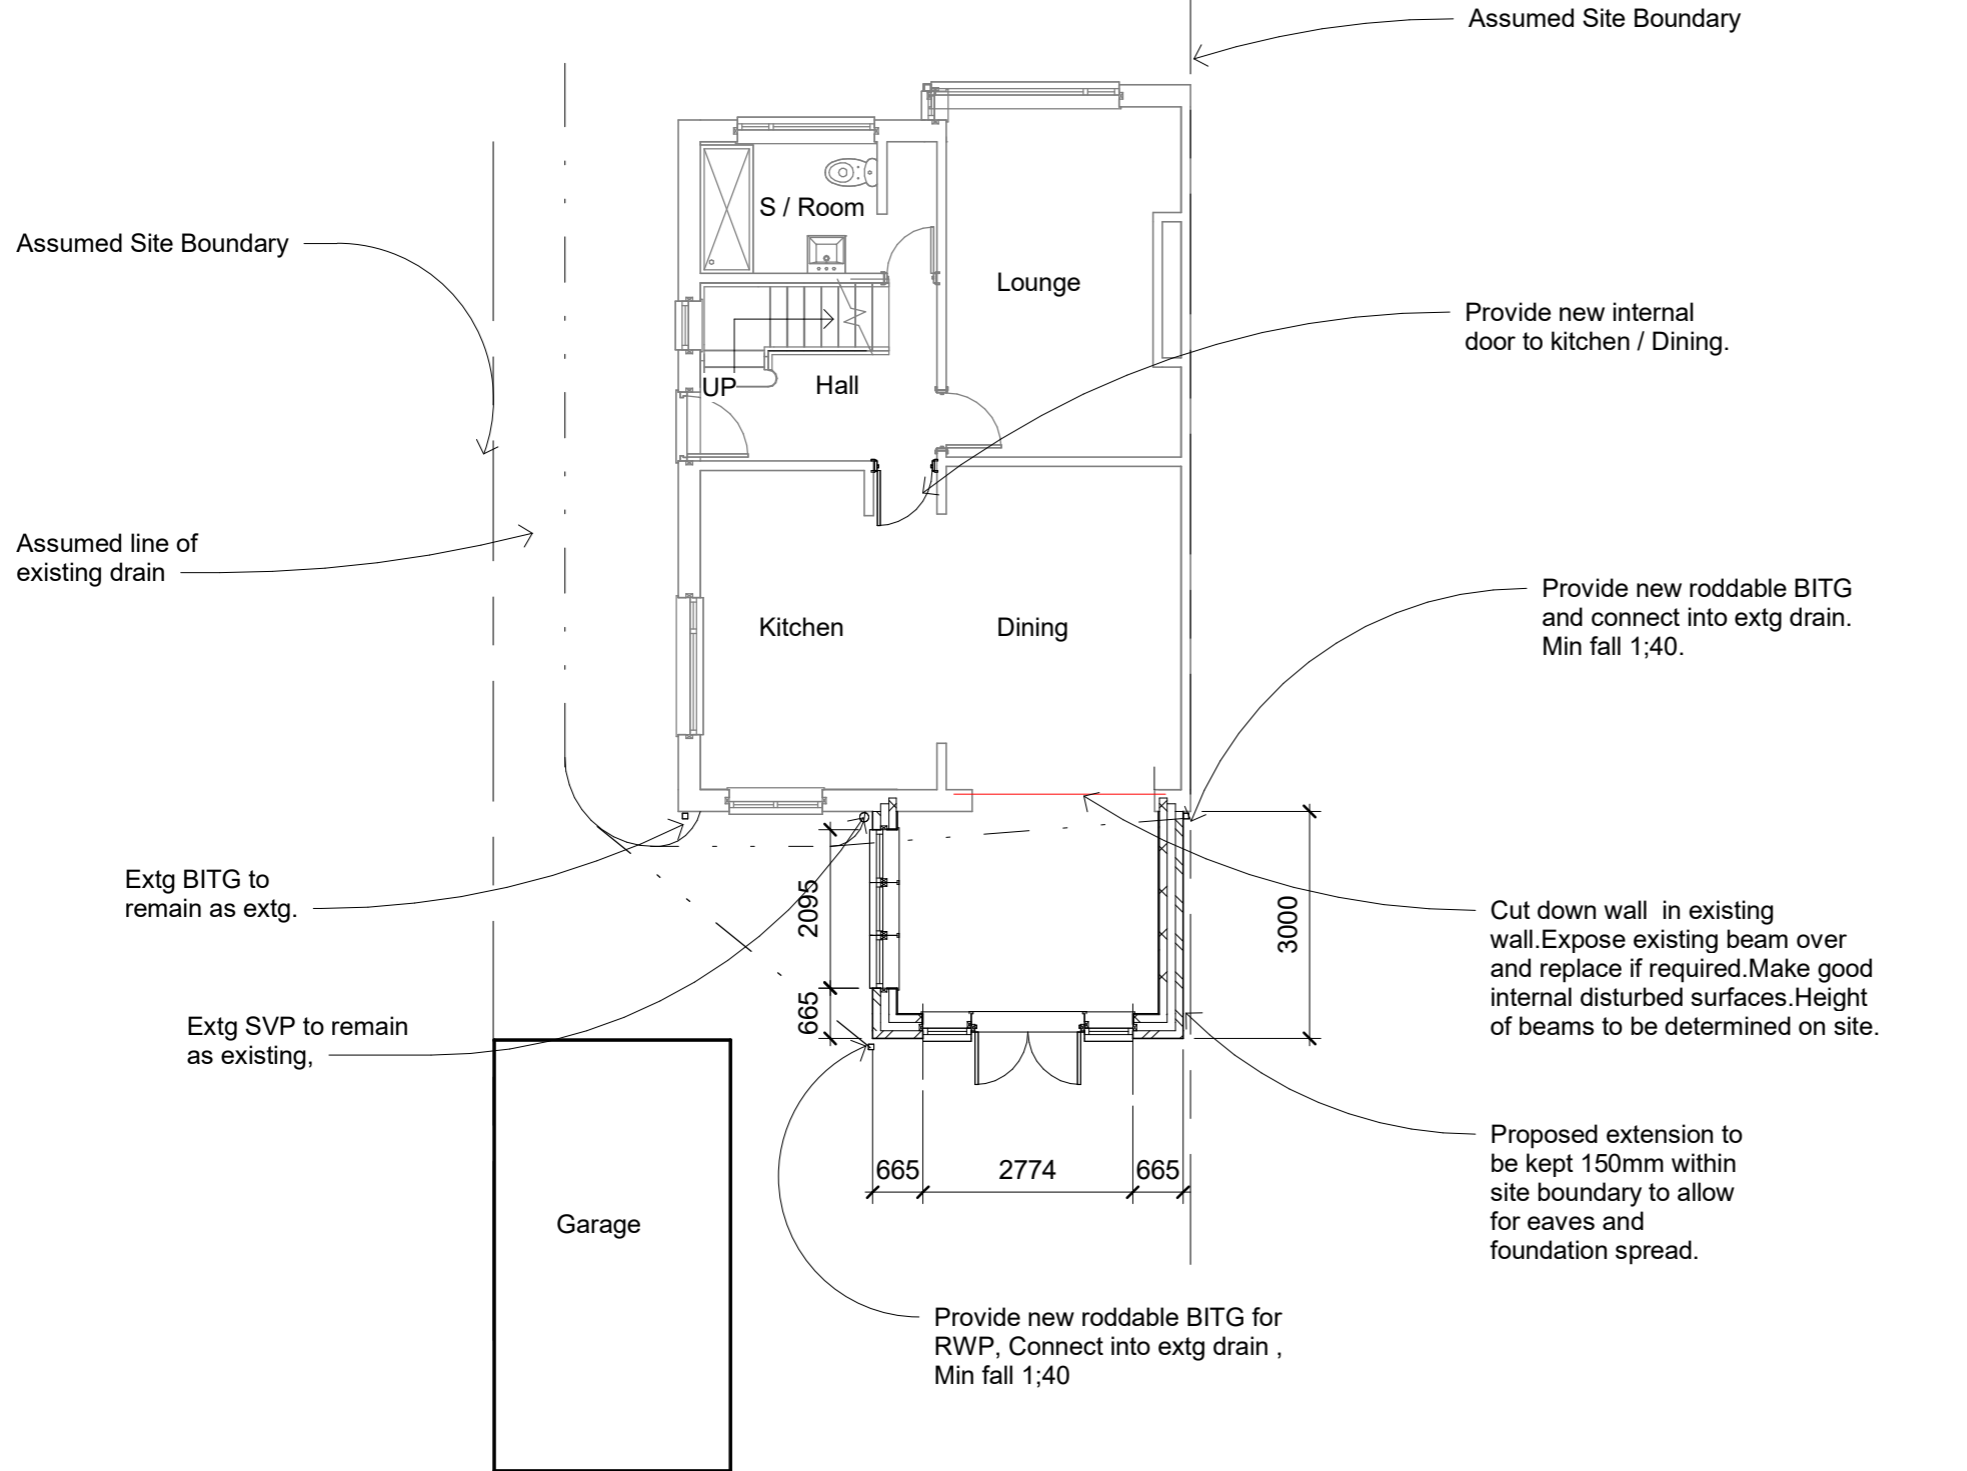 Assumed Site Boundary
S / Room
Assumed Site Boundary
Lounge
Provide new internal
door to kitchen / Dining.
UP
Hall
Assumed line of
existing drain
Provide new roddable BITG
and connect into extg drain.
Min fall 1;40.
Kitchen
Dining
Extg BITG to
remain as extg.
2095
3000
Cut down wall  in existing
wall.Expose existing beam over
and replace if required.Make good
internal disturbed surfaces.Height
of beams to be determined on site.
665
Extg SVP to remain
as existing,
Proposed extension to
be kept 150mm within
site boundary to allow
for eaves and
foundation spread.
665
2774
665
Garage
Provide new roddable BITG for
RWP, Connect into extg drain ,
Min fall 1;40